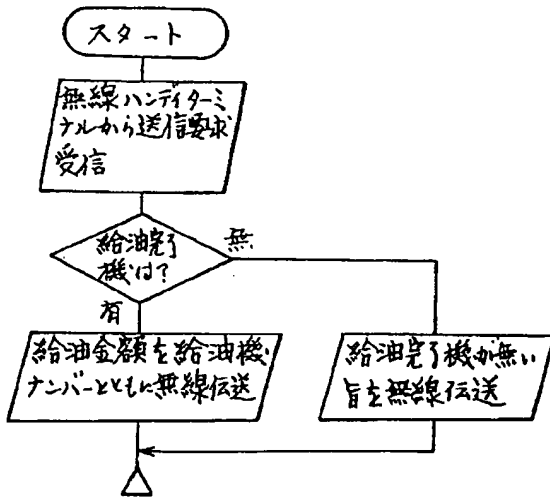 スタート
無線ハンディターミ
ナルから送信要求
受信
給油完了
機は?
無
有
給油金額を給油機
ナンバーとともに無線伝送
給油完了機が無い
旨を無線伝送